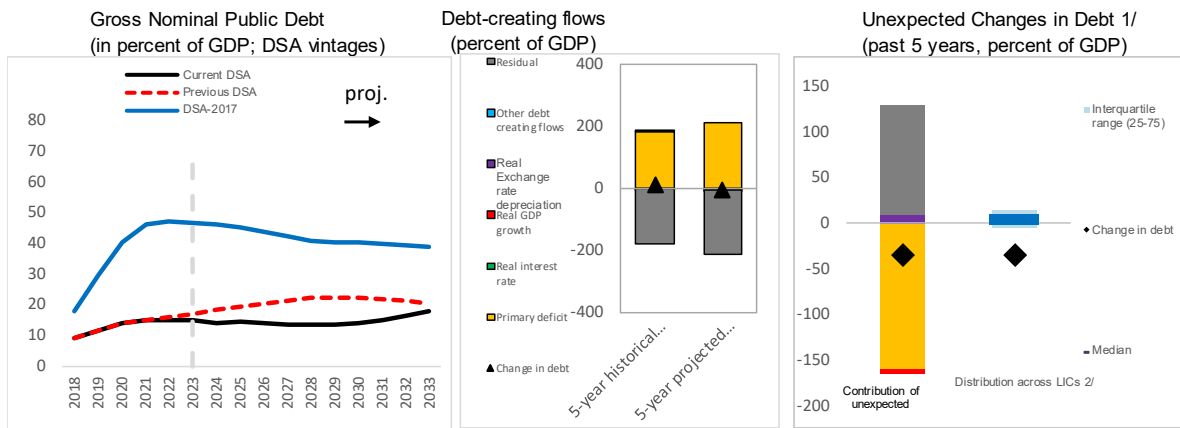 Gross Nominal Public Debt
(in percent of GDP; DSA vintages)
Current DSA
Previous DSA
DSA-2017
proj.
80
70
60
50
40
30
20
10
0
2018
2019
2020
2021
2022
2023
2024
2025
2026
2027
2028
2029
2030
2031
2032
2033
Debt-creating flows
(percent of GDP)
Residual
Other debt
creating flows
Real
Exchange
rate
depreciation
Real GDP
growth
Real interest
rate
Primary deficit
Change in debt
400
200
0
-200
-400
5-year historical...
5-year projected...
Unexpected Changes in Debt 1/
(past 5 years, percent of GDP)
150
100
50
0
-50
-100
-150
-200
Interquartile
range (25-75)
Change in debt
Median
Contribution of
unexpected
Distribution across LICs 2/